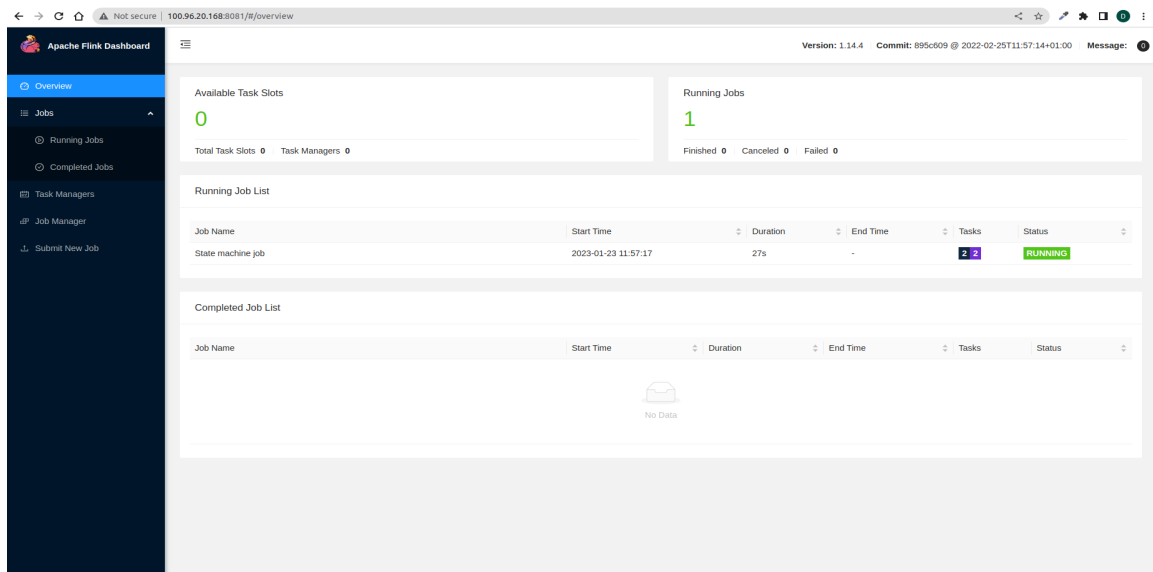 Not secure | 100.96.20.168:8081/#/overview
D
Apache Flink Dashboard
Version: 1.14.4 Commit: 895c609 @ 2022-02-25T11:57:14+01:00 Message: 0
Overview
Jobs
Running Jobs
Completed Jobs
Task Managers
Job Manager
Submit New Job
Available Task Slots
0
Total Task Slots 0 Task Managers 0
Running Jobs
1
Finished 0 Canceled 0 Failed 0
Running Job List
Job Name Start Time Duration End Time Tasks Status
State machine job 2023-01-23 11:57:17 27s - 2 2 RUNNING
Completed Job List
Job Name Start Time Duration End Time Tasks Status
No Data